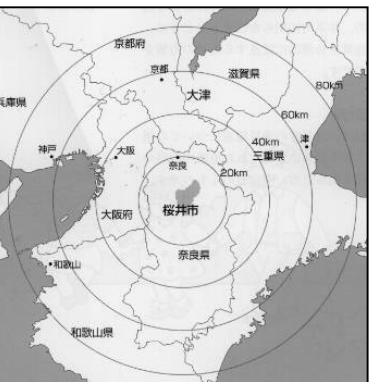 京都府
京都
滋賀県
80km
兵庫県
大津
60km
津
神戸
大阪
奈良
40km
三重県
20km
大阪府
桜井市
奈良県
和歌山
和歌山県